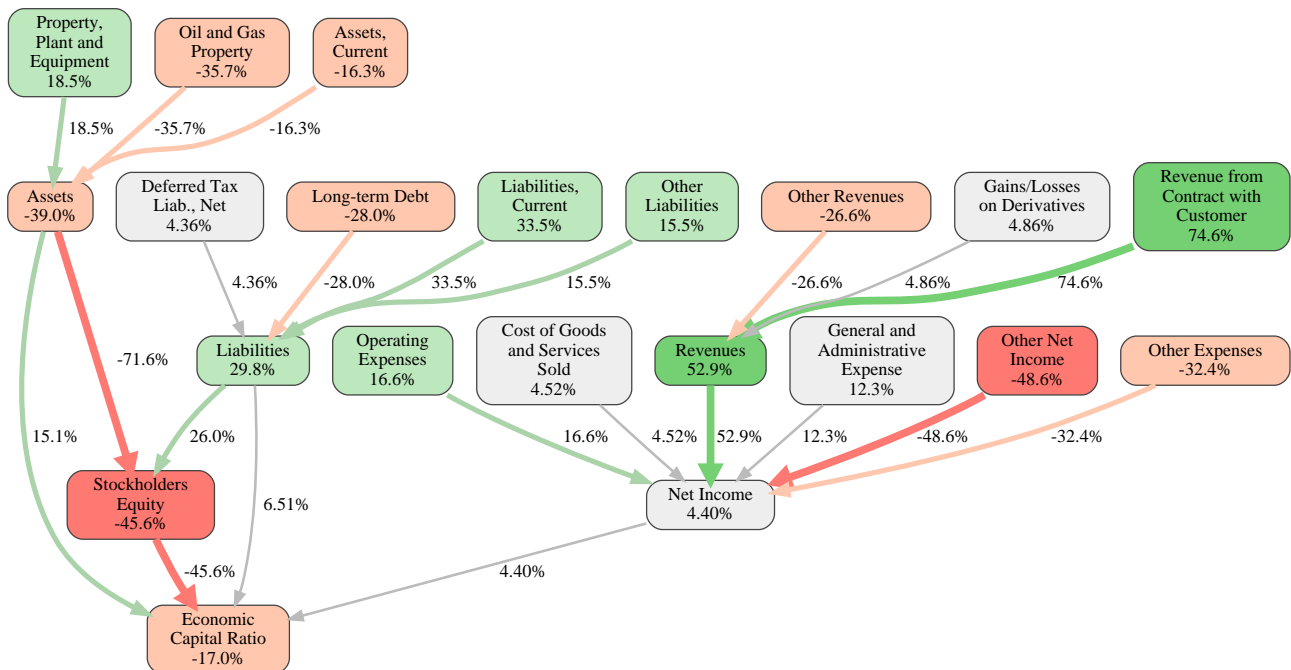 Property,
Plant and
Equipment
18.5%
Oil and Gas
Property
-35.7%
Assets,
Current
-16.3%
18.5%
-35.7%
-16.3%
Assets
-39.0%
Deferred Tax
Liab., Net
4.36%
Long-term Debt
-28.0%
Liabilities,
Current
33.5%
Other
Liabilities
15.5%
Other Revenues
-26.6%
Gains/Losses
on Derivatives
4.86%
Revenue from
Contract with
Customer
74.6%
4.36%
-28.0%
33.5%
15.5%
-26.6%
4.86%
74.6%
-71.6%
Liabilities
29.8%
Operating
Expenses
16.6%
Cost of Goods
and Services
Sold
4.52%
Revenues
52.9%
General and
Administrative
Expense
12.3%
Other Net
Income
-48.6%
Other Expenses
-32.4%
15.1%
26.0%
16.6%
4.52%
52.9%
12.3%
-48.6%
-32.4%
Stockholders
Equity
-45.6%
6.51%
Net Income
4.40%
-45.6%
4.40%
Economic
Capital Ratio
-17.0%